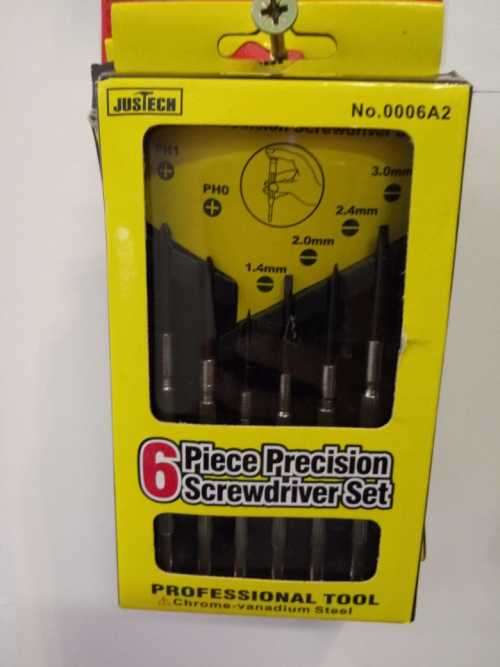 JUSTECH
No.0006A2
Screwdriver
PH1
3.0mm
PH0
2.4mm
2.0mm
1.4mm
6 Piece Precision
Screwdriver Set
PROFESSIONAL TOOL
Chrome-vanadium Steel